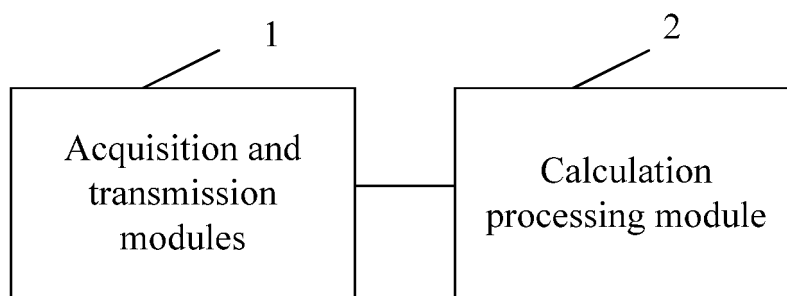 1
2
Acquisition and
transmission
modules
Calculation
processing module